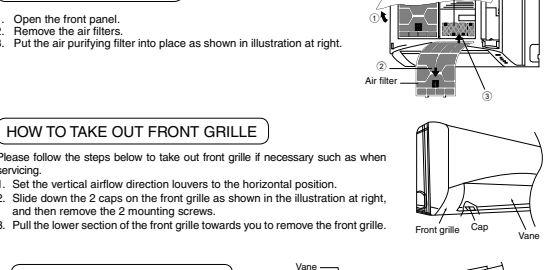 1. Open the front panel.
2. Remove the air filters.
3. Put the air purifying filter into place as shown in illustration at right.
①
②
Air filter
③
HOW TO TAKE OUT FRONT GRILLE
Please follow the steps below to take out front grille if necessary such as when
servicing.
1. Set the vertical airflow direction louvers to the horizontal position.
2. Slide down the 2 caps on the front grille as shown in the illustration at right,
and then remove the 2 mounting screws.
3. Pull the lower section of the front grille towards you to remove the front grille.
Front grille
Cap
Vane
Vane